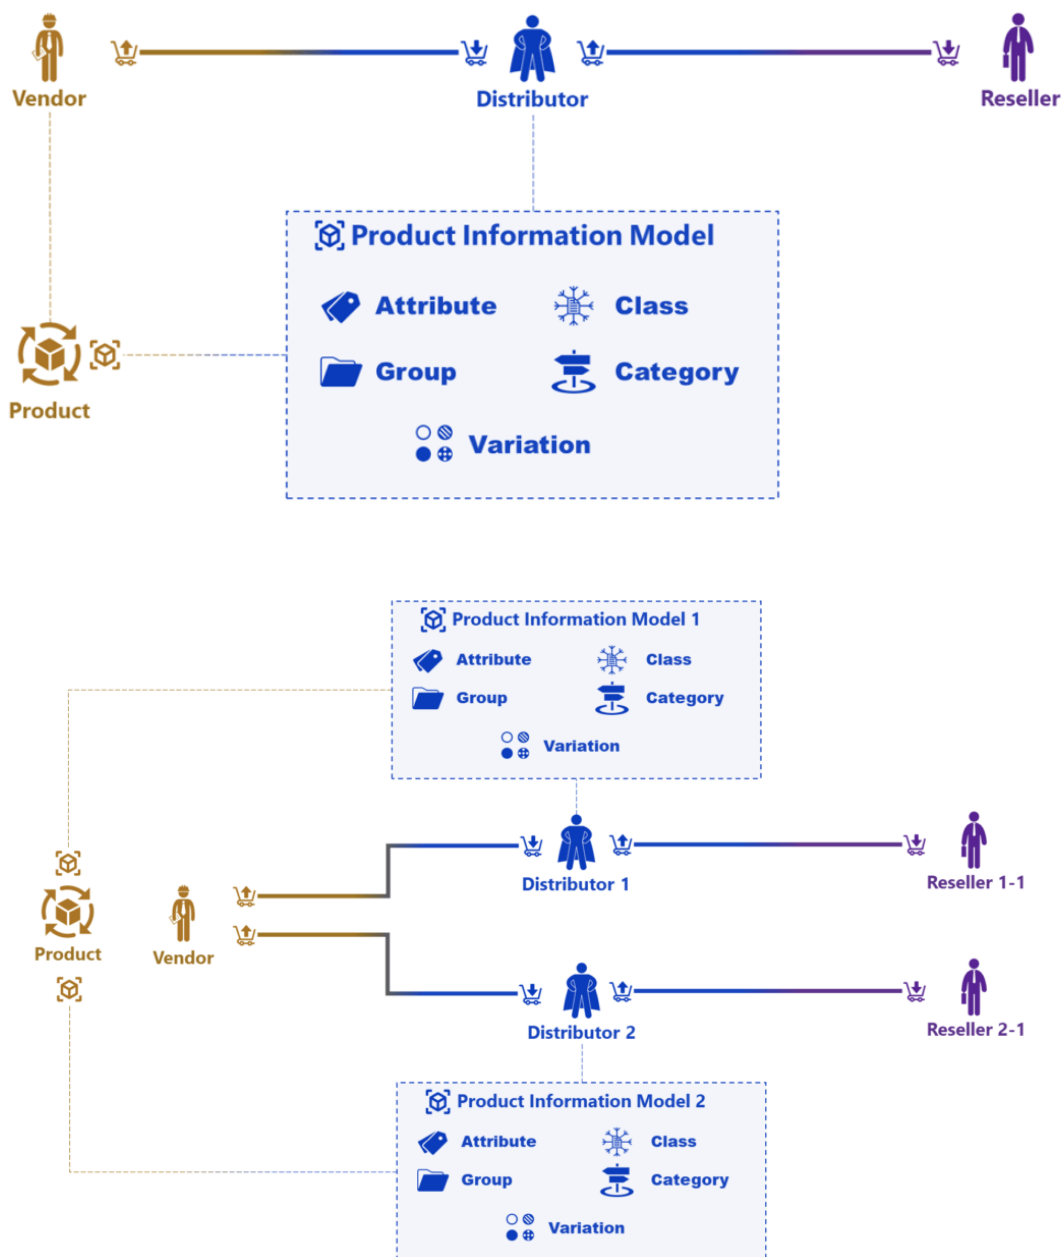 Vendor
Distributor
Reseller
Product Information Model
Attribute
Class
Group
Category
Variation
Product
Product Information Model 1
Attribute
Class
Group
Category
Variation
Distributor 1
Reseller 1-1
Product
Vendor
Distributor 2
Reseller 2-1
Product Information Model 2
Attribute
Class
Group
Category
Variation